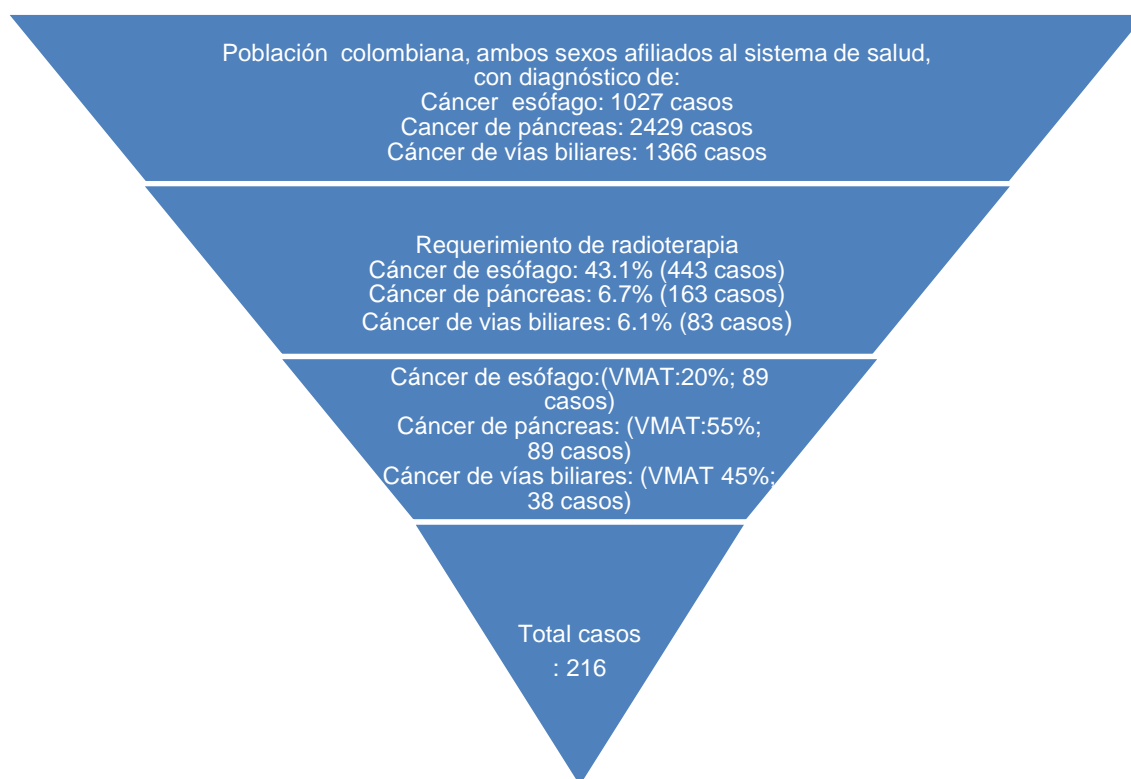 Población colombiana, ambos sexos afiliados al sistema de salud,
con diagnóstico de:
Cáncer esófago: 1027 casos
Cancer de páncreas: 2429 casos
Cáncer de vías biliares: 1366 casos
Requerimiento de radioterapia
Cáncer de esófago: 43.1% (443 casos)
Cáncer de páncreas: 6.7% (163 casos)
Cáncer de vias biliares: 6.1% (83 casos)
Cáncer de esófago:(VMAT:20%; 89
casos)
Cáncer de páncreas: (VMAT:55%;
89 casos)
Cáncer de vías biliares: (VMAT 45%;
38 casos)
Total casos
: 216